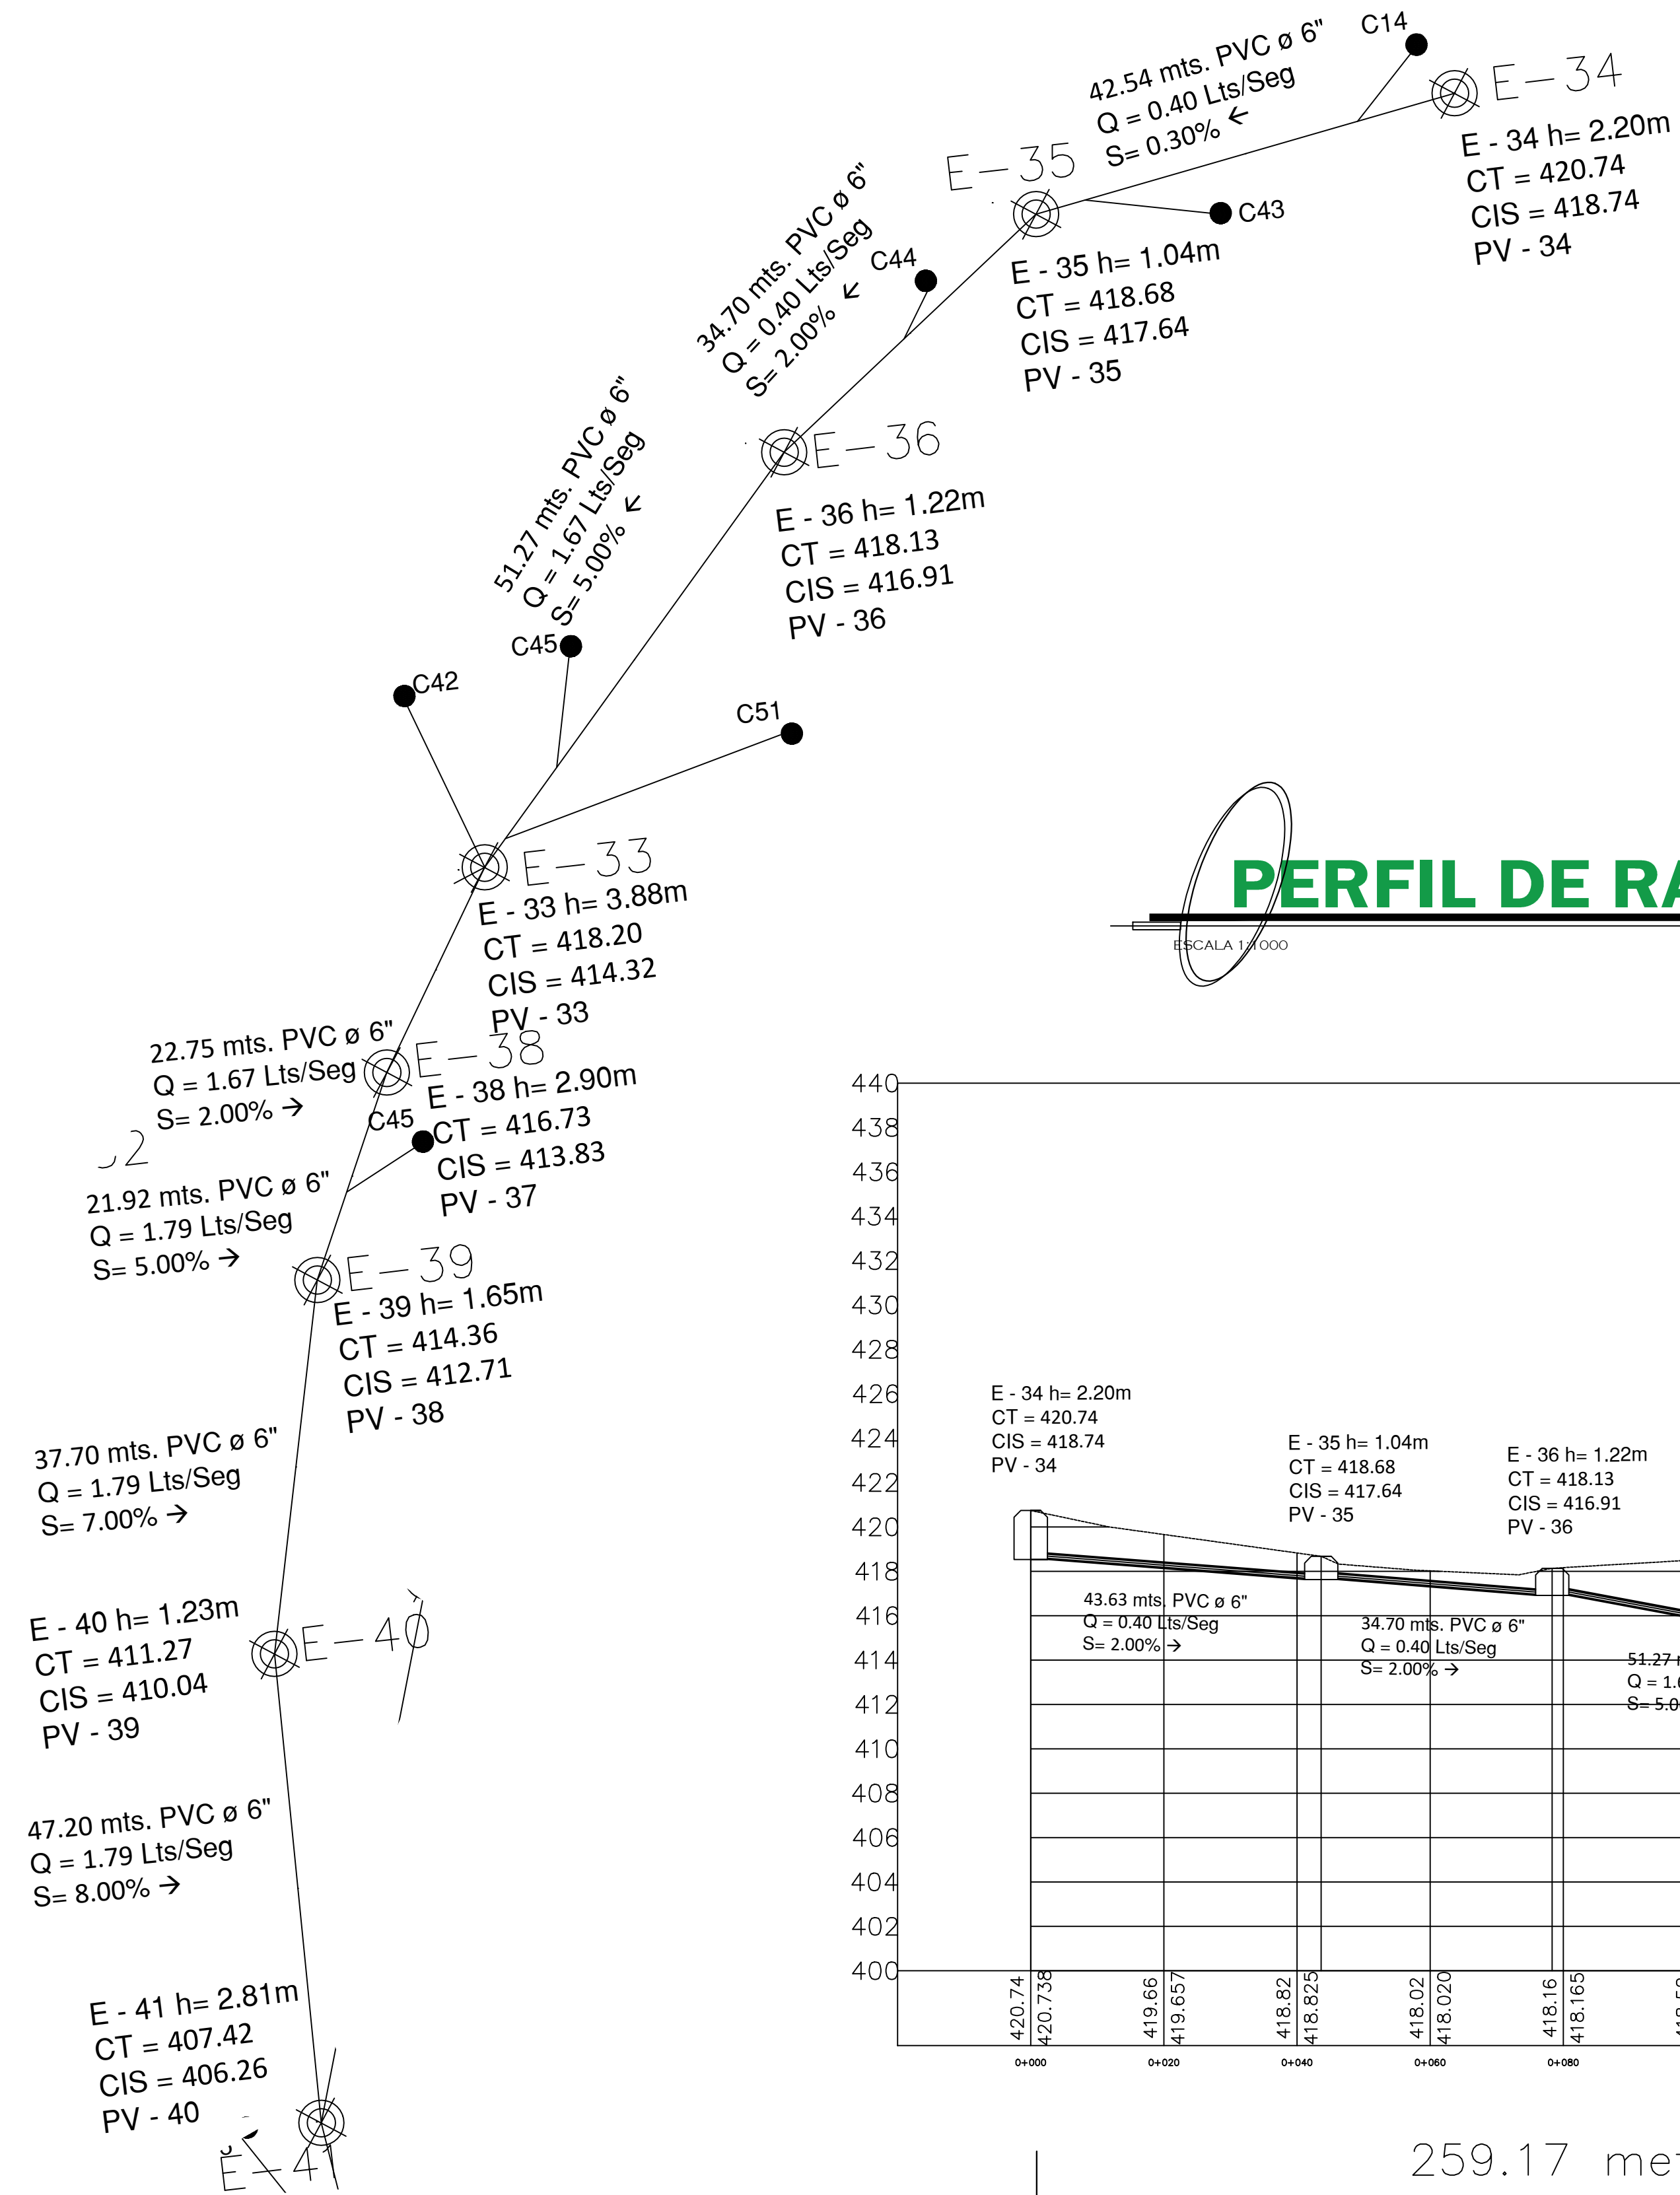 C14
42.54 mts. PVC ø 6"
Q = 0.40 Lts/Seg
S= 0.30% ←
E-34
E - 34 h= 2.20m
CT = 420.74
CIS = 418.74
PV - 34
E-35
C43
E - 35 h= 1.04m
CT = 418.68
CIS = 417.64
PV - 35
34.70 mts. PVC ø 6"
Q = 0.40 Lts/Seg
S= 2.00% ←
C44
E-36
E - 36 h= 1.22m
CT = 418.13
CIS = 416.91
PV - 36
51.27 mts. PVC ø 6"
Q = 1.67 Lts/Seg
S= 5.00% ←
C45
C42
C51
E-33
E - 33 h= 3.88m
CT = 418.20
CIS = 414.32
PV - 33
22.75 mts. PVC ø 6"
Q = 1.67 Lts/Seg
S= 2.00% →
E-38
E - 38 h= 2.90m
CT = 416.73
CIS = 413.83
PV - 37
C45
21.92 mts. PVC ø 6"
Q = 1.79 Lts/Seg
S= 5.00% →
E-39
E - 39 h= 1.65m
CT = 414.36
CIS = 412.71
PV - 38
37.70 mts. PVC ø 6"
Q = 1.79 Lts/Seg
S= 7.00% →
E-40
E - 40 h= 1.23m
CT = 411.27
CIS = 410.04
PV - 39
47.20 mts. PVC ø 6"
Q = 1.79 Lts/Seg
S= 8.00% →
E - 41 h= 2.81m
CT = 407.42
CIS = 406.26
PV - 40
E-41
PERFIL DE RA
ESCALA 1:1000
440
438
436
434
432
430
428
426
424
422
420
418
416
414
412
410
408
406
404
402
400
E - 34 h= 2.20m
CT = 420.74
CIS = 418.74
PV - 34
E - 35 h= 1.04m
CT = 418.68
CIS = 417.64
PV - 35
E - 36 h= 1.22m
CT = 418.13
CIS = 416.91
PV - 36
43.63 mts. PVC ø 6"
Q = 0.40 Lts/Seg
S= 2.00% →
34.70 mts. PVC ø 6"
Q = 0.40 Lts/Seg
S= 2.00% →
51.27
Q = 1.6
S= 5.0
420.74
420.738
419.66
419.657
418.82
418.825
418.02
418.020
418.16
418.165
0+000
0+020
0+040
0+060
0+080
259.17 met